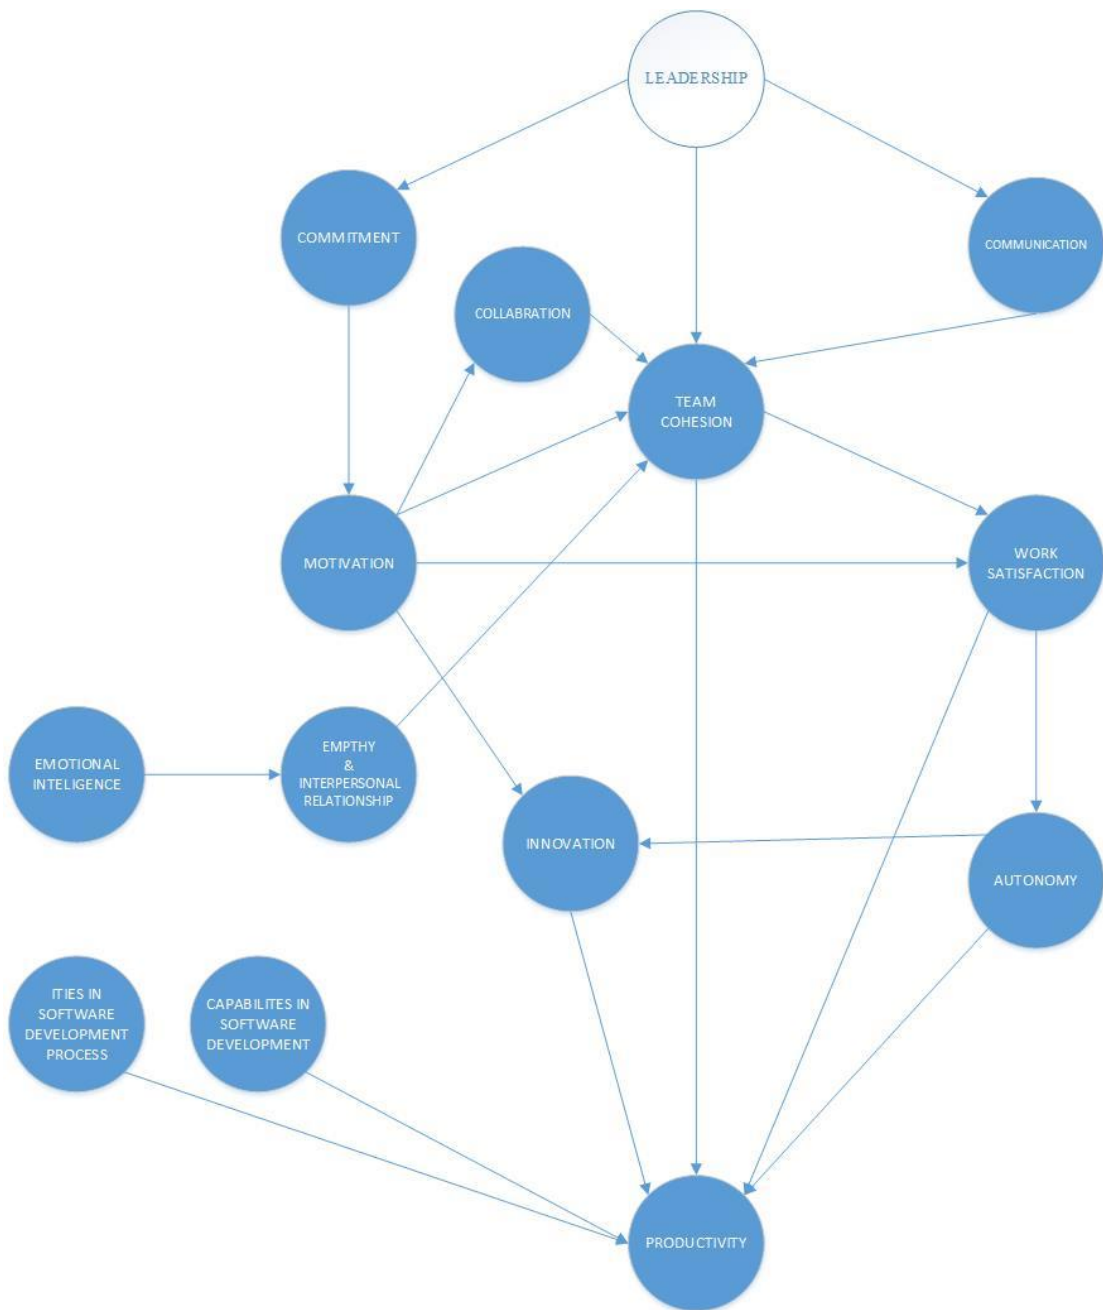 LEADERSHIP
COMMITMENT
COMMUNICATION
COLLABRATION
TEAM
COHESION
MOTIVATION
WORK
SATISFACTION
EMOTIONAL
INTELIGENCE
EMPTHY
&
INTERPERSONAL
RELATIONSHIP
INNOVATION
AUTONOMY
ITIES IN
SOFTWARE
DEVELOPMENT
PROCESS
CAPABILITES IN
SOFTWARE
DEVELOPMENT
PRODUCTIVITY